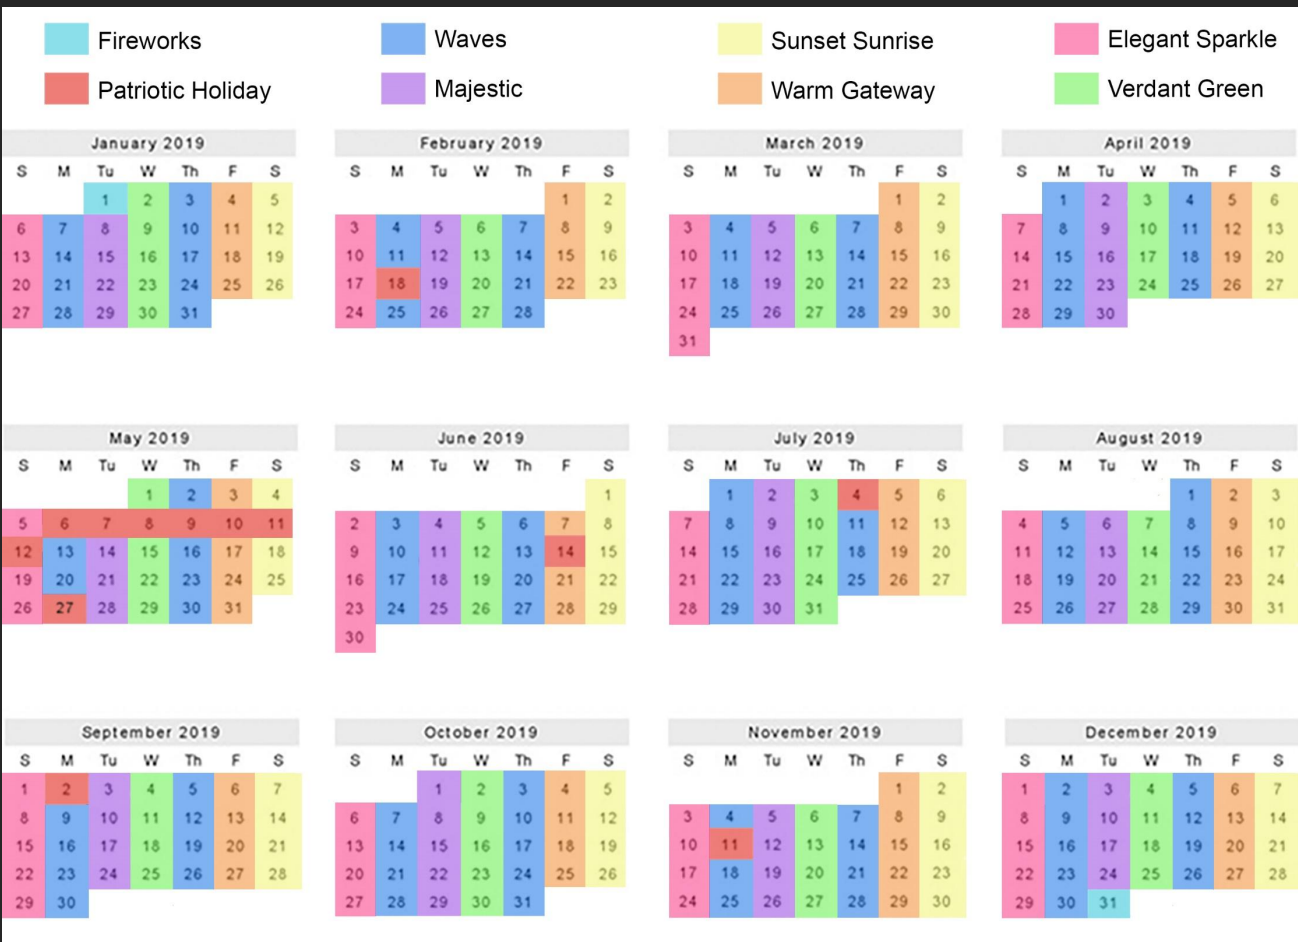 Fireworks Waves Sunset Sunrise Elegant Sparkle
Patriotic Holiday Majestic Warm Gateway Verdant Green
January 2019
S M Tu W Th F S
1 2 3 4 5
6 7 8 9 10 11 12
13 14 15 16 17 18 19
20 21 22 23 24 25 26
27 28 29 30 31
February 2019
S M Tu W Th F S
1 2
3 4 5 6 7 8 9
10 11 12 13 14 15 16
17 18 19 20 21 22 23
24 25 26 27 28
March 2019
S M Tu W Th F S
1 2
3 4 5 6 7 8 9
10 11 12 13 14 15 16
17 18 19 20 21 22 23
24 25 26 27 28 29 30
31
April 2019
S M Tu W Th F S
1 2 3 4 5 6
7 8 9 10 11 12 13
14 15 16 17 18 19 20
21 22 23 24 25 26 27
28 29 30
May 2019
S M Tu W Th F S
1 2 3 4
5 6 7 8 9 10 11
12 13 14 15 16 17 18
19 20 21 22 23 24 25
26 27 28 29 30 31
June 2019
S M Tu W Th F S
1
2 3 4 5 6 7 8
9 10 11 12 13 14 15
16 17 18 19 20 21 22
23 24 25 26 27 28 29
30
July 2019
S M Tu W Th F S
1 2 3 4 5 6
7 8 9 10 11 12 13
14 15 16 17 18 19 20
21 22 23 24 25 26 27
28 29 30 31
August 2019
S M Tu W Th F S
1 2 3
4 5 6 7 8 9 10
11 12 13 14 15 16 17
18 19 20 21 22 23 24
25 26 27 28 29 30 31
September 2019
S M Tu W Th F S
1 2 3 4 5 6 7
8 9 10 11 12 13 14
15 16 17 18 19 20 21
22 23 24 25 26 27 28
29 30
October 2019
S M Tu W Th F S
1 2 3 4 5
6 7 8 9 10 11 12
13 14 15 16 17 18 19
20 21 22 23 24 25 26
27 28 29 30 31
November 2019
S M Tu W Th F S
1 2
3 4 5 6 7 8 9
10 11 12 13 14 15 16
17 18 19 20 21 22 23
24 25 26 27 28 29 30
December 2019
S M Tu W Th F S
1 2 3 4 5 6 7
8 9 10 11 12 13 14
15 16 17 18 19 20 21
22 23 24 25 26 27 28
29 30 31